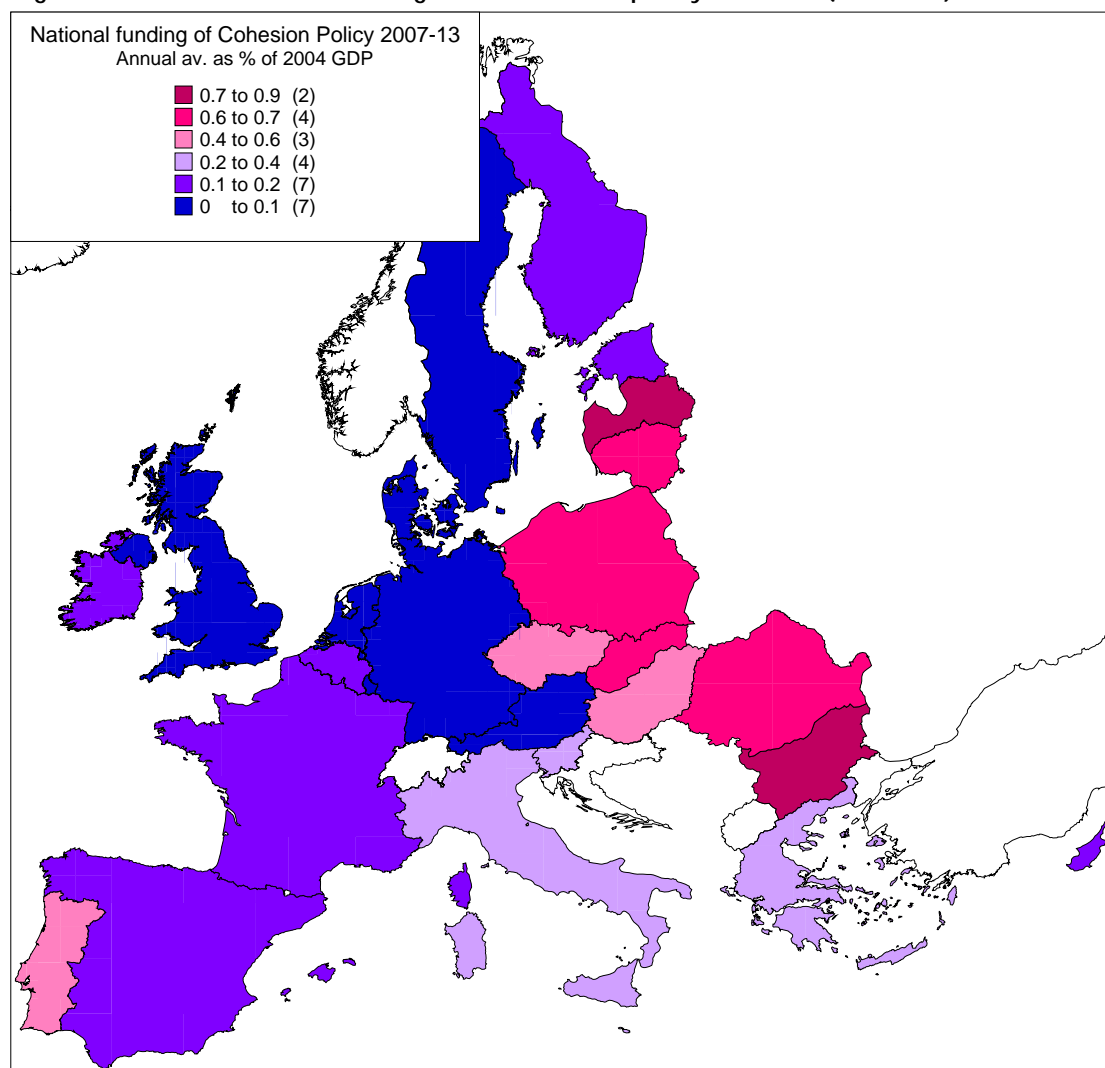 National funding of Cohesion Policy 2007-13
Annual av. as % of 2004 GDP
0.7 to 0.9 (2)
0.6 to 0.7 (4)
0.4 to 0.6 (3)
0.2 to 0.4 (4)
0.1 to 0.2 (7)
0 to 0.1 (7)